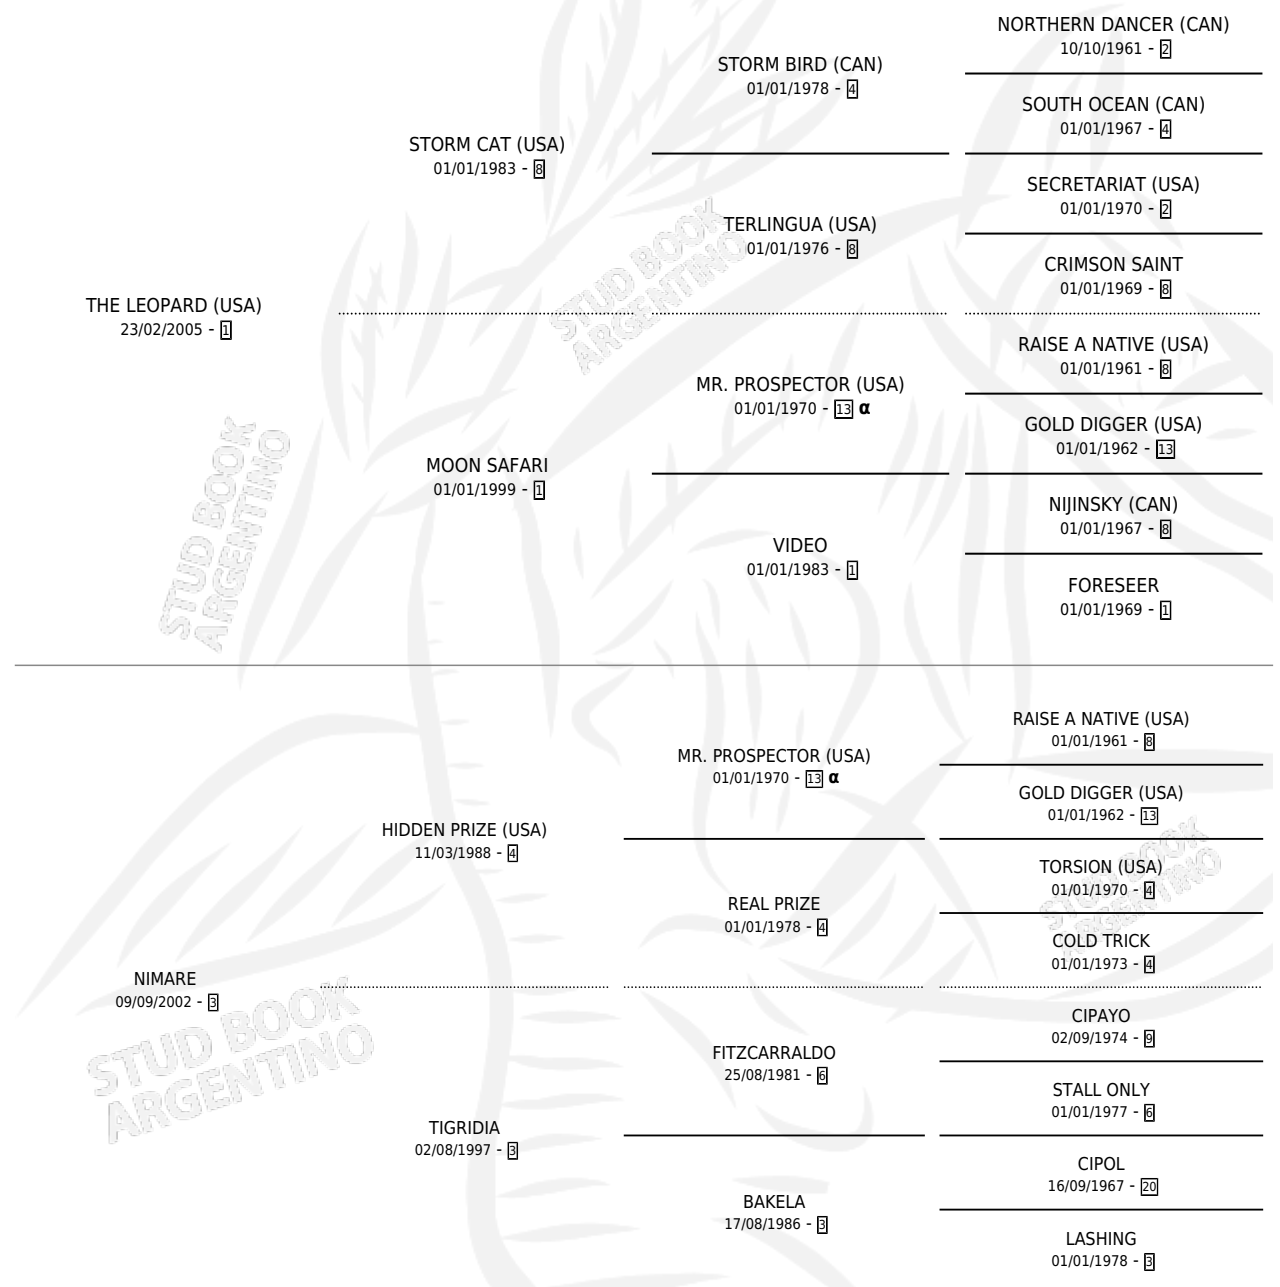 NORTHERN DANCER (CAN)
10/10/1961 - 2
STORM BIRD (CAN)
01/01/1978 - 4
SOUTH OCEAN (CAN)
01/01/1967 - 4
STORM CAT (USA)
01/01/1983 - 8
SECRETARIAT (USA)
01/01/1970 - 2
TERLINGUA (USA)
01/01/1976 - 8
CRIMSON SAINT
01/01/1969 - 8
THE LEOPARD (USA)
23/02/2005 - 1
STUD BOOK
ARGENTINO
RAISE A NATIVE (USA)
01/01/1961 - 8
MR. PROSPECTOR (USA)
01/01/1970 - 13 α
GOLD DIGGER (USA)
01/01/1962 - 13
MOON SAFARI
01/01/1999 - 1
NIJINSKY (CAN)
01/01/1967 - 8
VIDEO
01/01/1983 - 1
FORESEER
01/01/1969 - 1
STUD BOOK
ARGENTINO
RAISE A NATIVE (USA)
01/01/1961 - 8
MR. PROSPECTOR (USA)
01/01/1970 - 13 α
GOLD DIGGER (USA)
01/01/1962 - 13
HIDDEN PRIZE (USA)
11/03/1988 - 4
TORSION (USA)
01/01/1970 - 4
REAL PRIZE
01/01/1978 - 4
COLD TRICK
01/01/1973 - 4
STUD BOOK
ARGENTINO
NIMARE
09/09/2002 - 3
CIPAYO
02/09/1974 - 9
FITZCARRALDO
25/08/1981 - 6
STALL ONLY
01/01/1977 - 6
STUD BOOK
ARGENTINO
TIGRIDIA
02/08/1997 - 3
CIPOL
16/09/1967 - 20
BAKELA
17/08/1986 - 3
LASHING
01/01/1978 - 3